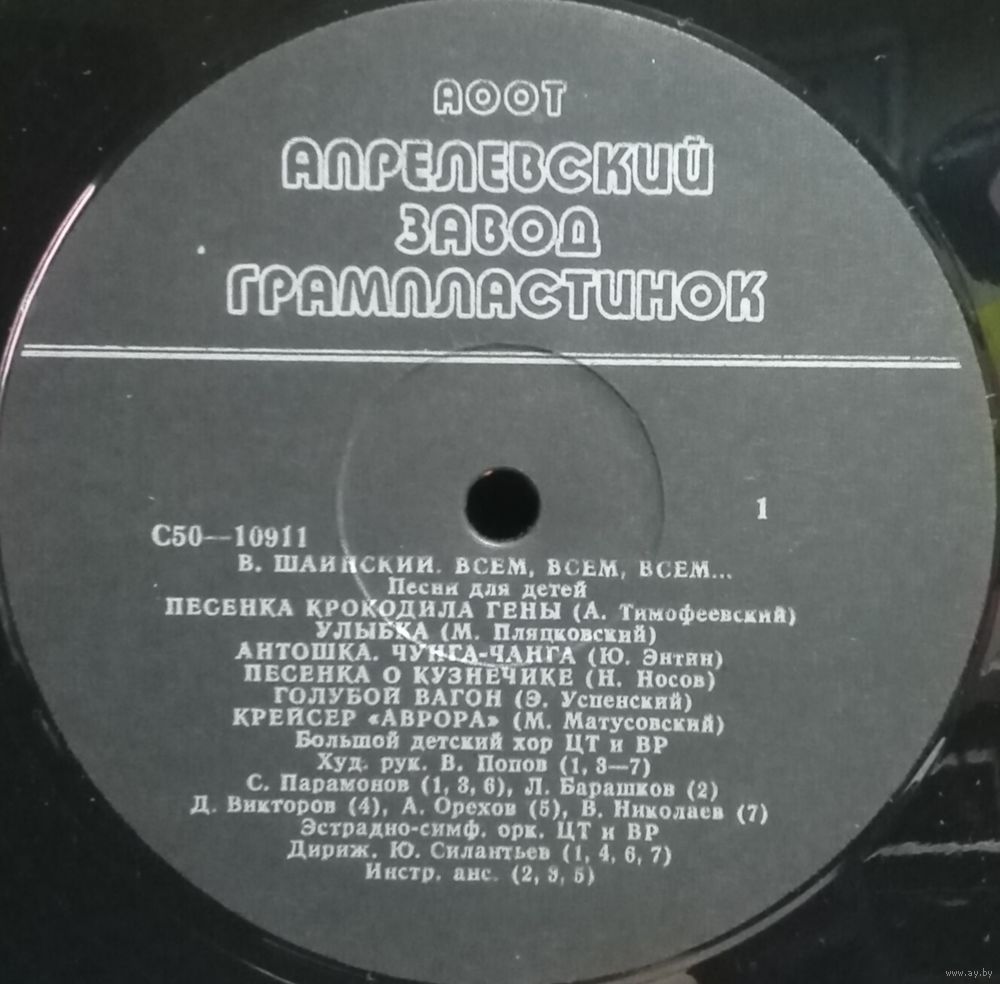 АООТ
АПРЕЛЕВСКИЙ
ЗАВОД
ГРАМПЛАСТИНОК
1
С50—10911
В. ШАИНСКИЙ. ВСЕМ, ВСЕМ, ВСЕМ...
Песни для детей
ПЕСЕНКА КРОКОДИЛА ГЕНЫ (А. Тимофеевский)
УЛЫБКА (М. Пляцковский)
АНТОШКА. ЧУНГА-ЧАНГА (Ю. Энтин)
ПЕСЕНКА О КУЗНЕЧИКЕ (Н. Носов)
ГОЛУБОЙ ВАГОН (Э. Успенский)
КРЕЙСЕР «АВРОРА» (М. Матусовский)
Большой детский хор ЦТ и ВР
Худ. рук. В. Попов (1, 3—7)
С. Парамонов (1, 3, 6), Л. Барашков (2)
Д. Викторов (4), А. Орехов (5), В. Николаев (7)
Эстрадно-симф. орк. ЦТ и ВР
Дириж. Ю. Силантьев (1, 4, 6, 7)
Инстр. анс. (2, 3, 5)
www.ay.by